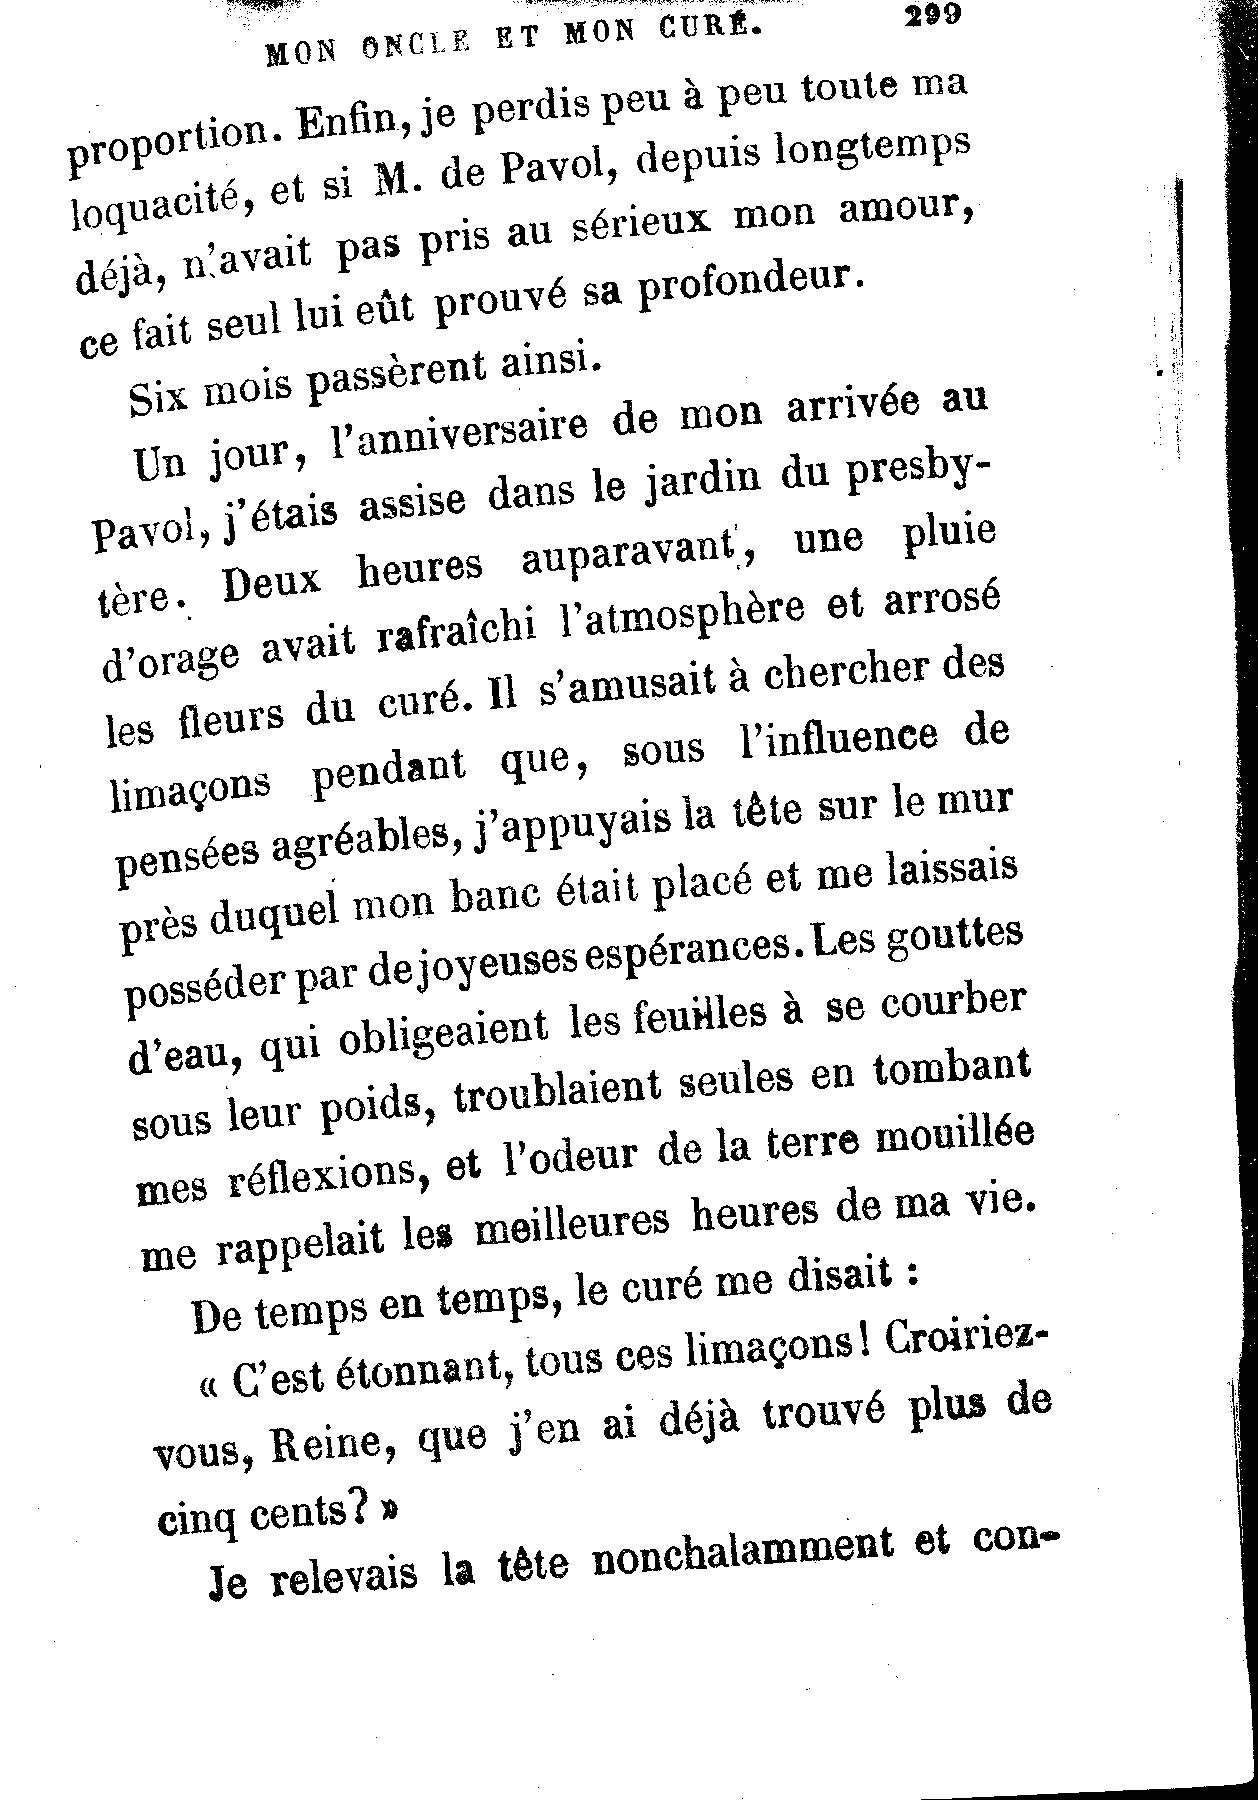 MON ONCLE ET MON CURÉ. 299
proportion. Enfin, je perdis peu à peu toute ma
loquacité, et si M. de Pavol, depuis longtemps
déjà, n'avait pas pris au sérieux mon amour,
ce fait seul lui eût prouvé sa profondeur.
Six mois passèrent ainsi.
Un jour, l'anniversaire de mon arrivée au
Pavol, j'étais assise dans le jardin du presby-
tère. Deux heures auparavant, une pluie
d'orage avait rafraîchi l'atmosphère et arrosé
les fleurs du curé. Il s'amusait à chercher des
limaçons pendant que, sous l'influence de
pensées agréables, j'appuyais la tête sur le mur
près duquel mon banc était placé et me laissais
posséder par de joyeuses espérances. Les gouttes
d'eau, qui obligeaient les feuilles à se courber
sous leur poids, troublaient seules en tombant
mes réflexions, et l'odeur de la terre mouillée
me rappelait les meilleures heures de ma vie.
De temps en temps, le curé me disait :
« C'est étonnant, tous ces limaçons! Croiriez-
vous, Reine, que j'en ai déjà trouvé plus de
cinq cents? »
Je relevais la tête nonchalamment et con-